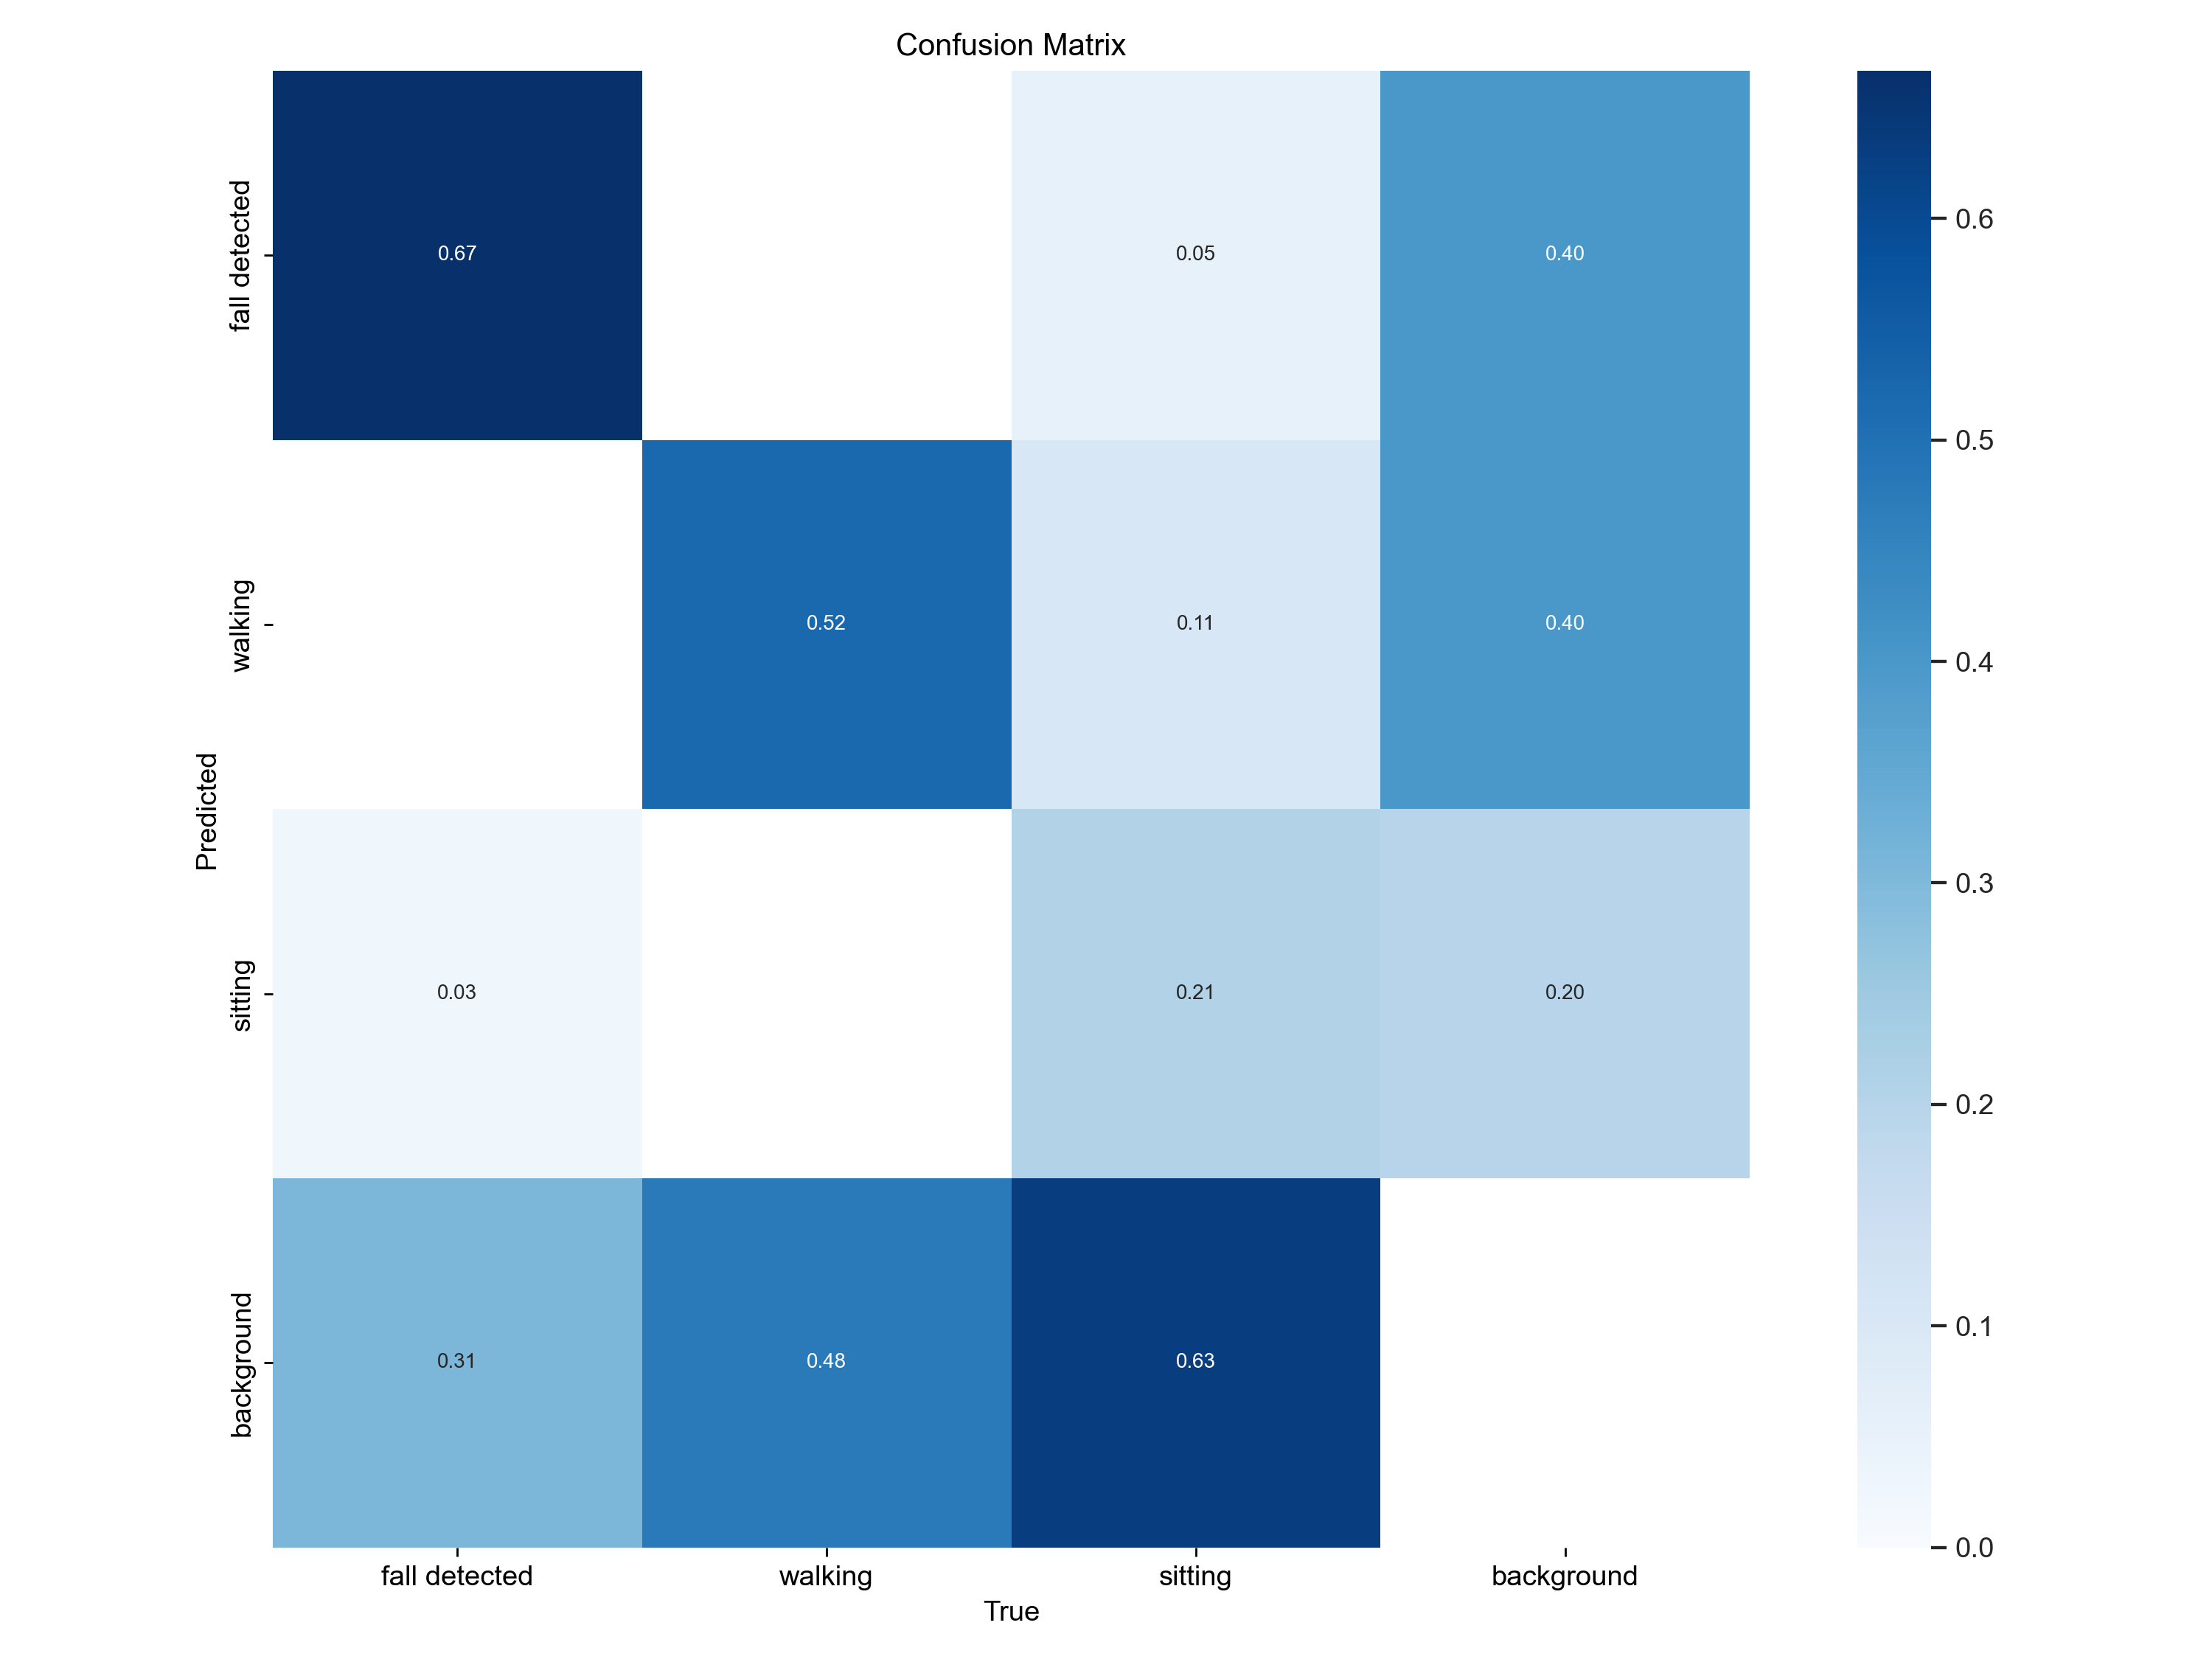 Confusion Matrix
fall detected
0.67
0.05
0.40
0.6
0.5
walking
0.52
0.11
0.40
0.4
Predicted
0.3
sitting
0.03
0.21
0.20
0.2
0.1
background
0.31
0.48
0.63
0.0
fall detected
walking
sitting
background
True